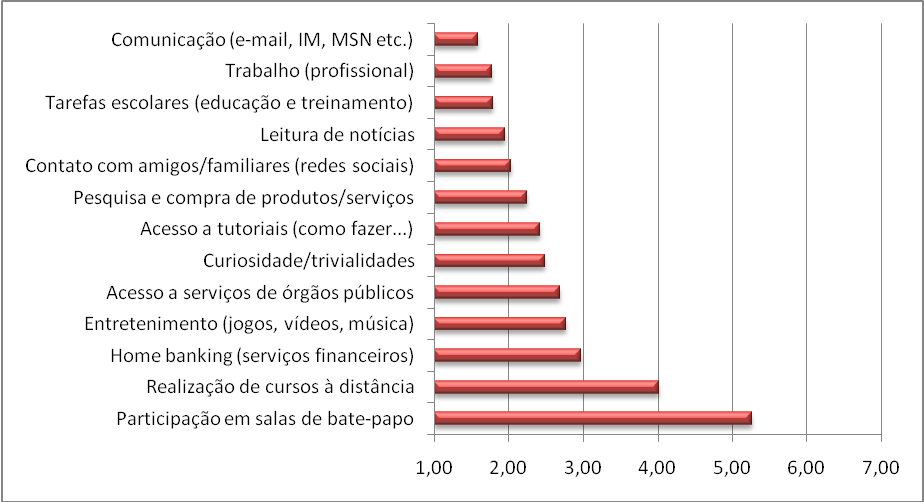 Comunicação (e-mail, IM, MSN etc.)
Trabalho (profissional)
Tarefas escolares (educação e treinamento)
Leitura de notícias
Contato com amigos/familiares (redes sociais)
Pesquisa e compra de produtos/serviços
Acesso a tutoriais (como fazer...)
Curiosidade/trivialidades
Acesso a serviços de órgãos públicos
Entretenimento (jogos, vídeos, música)
Home banking (serviços financeiros)
Realização de cursos à distância
Participação em salas de bate-papo
1,00 2,00 3,00 4,00 5,00 6,00 7,00